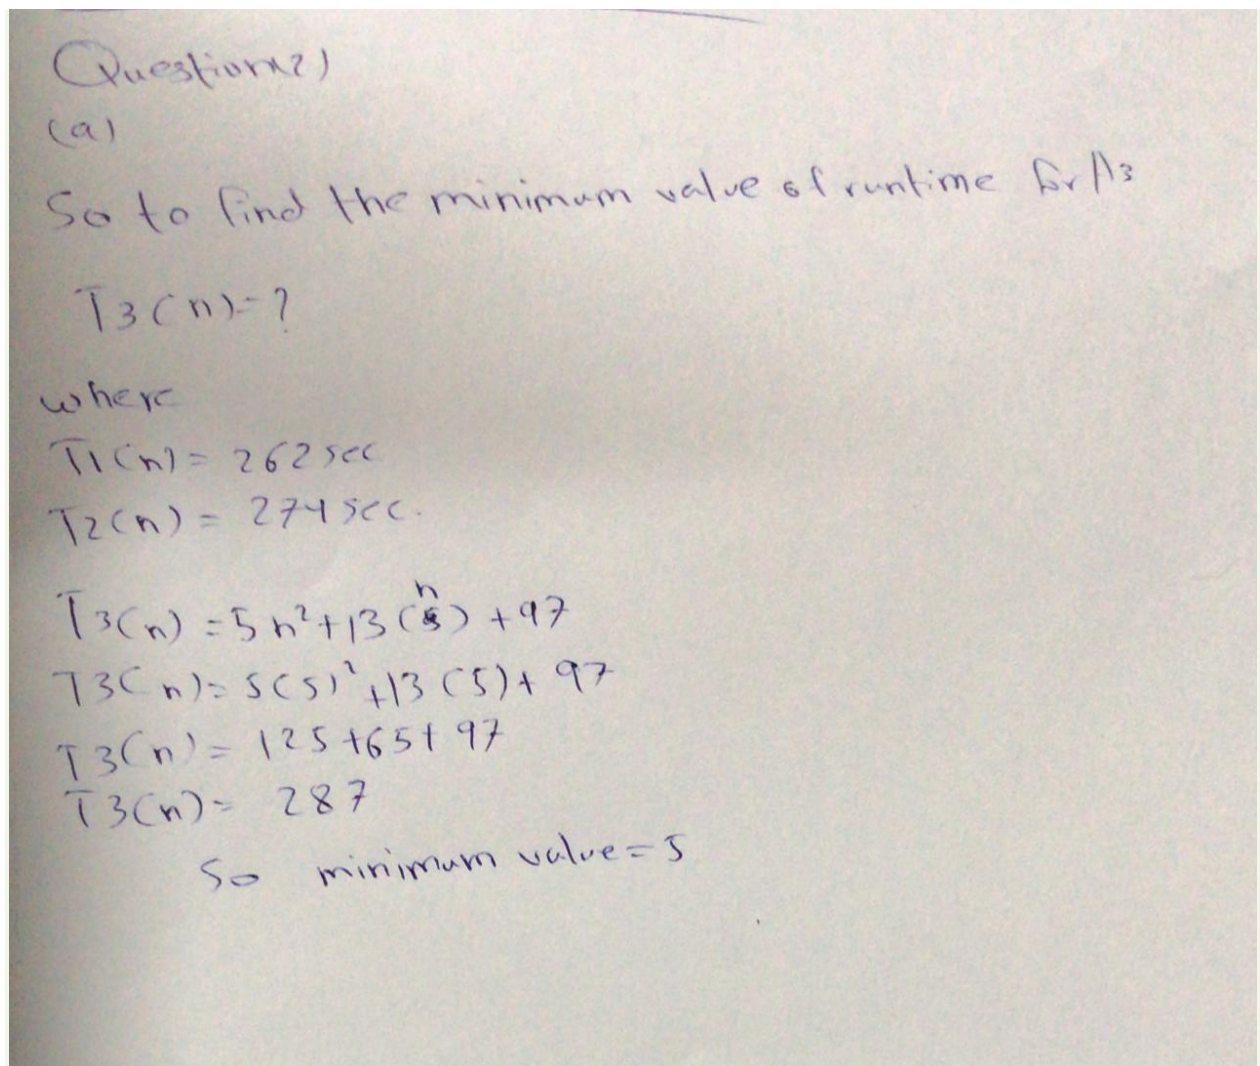 Question(2)
(a)
So to find the minimum value of runtime for A3
T3(n)=?
where
T1(n)= 262 sec
T2(n) = 274 sec.
T3(n) = 5n²+13(n) +97
T3(n)= 5(5)²+13(5)+ 97
T3(n)= 125+65+97
T3(n)= 287
So minimum value=5